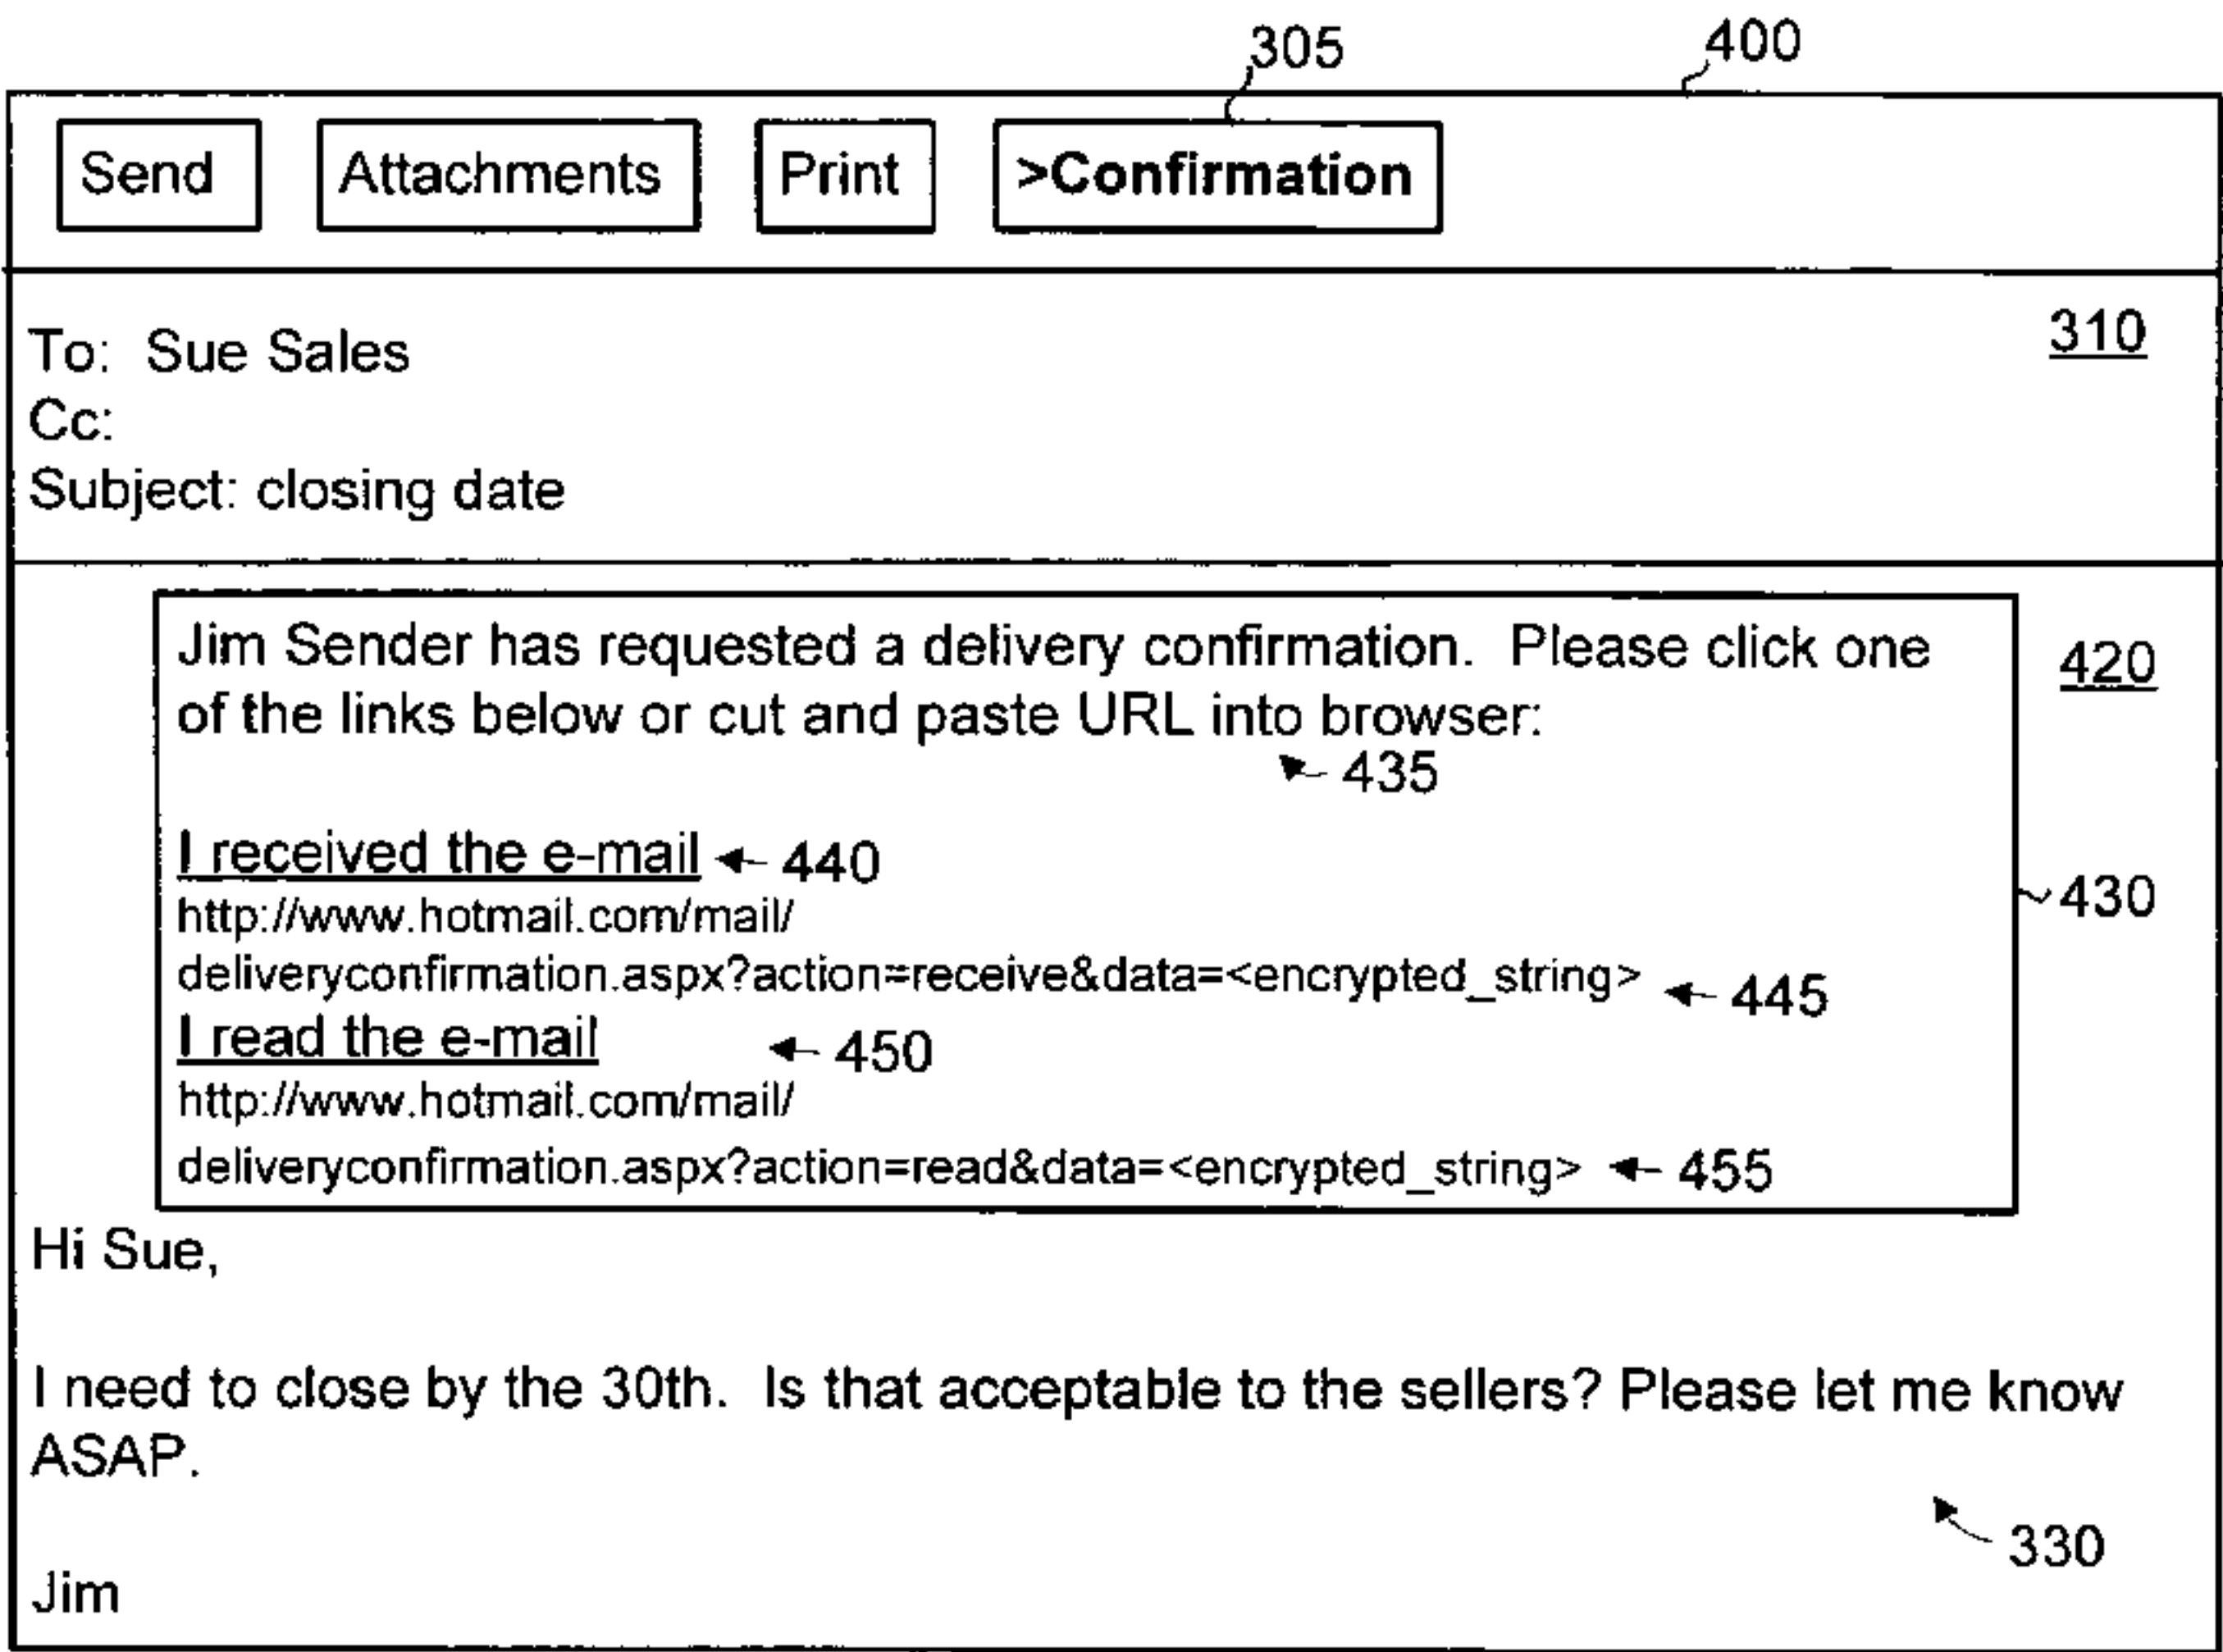 305 400
Send Attachments Print >Confirmation
To: Sue Sales 310
Cc:
Subject: closing date
Jim Sender has requested a delivery confirmation. Please click one
of the links below or cut and paste URL into browser:
420
435
I received the e-mail 440
http://www.hotmail.com/mail/
430
deliveryconfirmation.aspx?action=receive&data=<encrypted_string> 445
I read the e-mail 450
http://www.hotmail.com/mail/
deliveryconfirmation.aspx?action=read&data=<encrypted_string> 455
Hi Sue,
I need to close by the 30th. Is that acceptable to the sellers? Please let me know
ASAP.
330
Jim